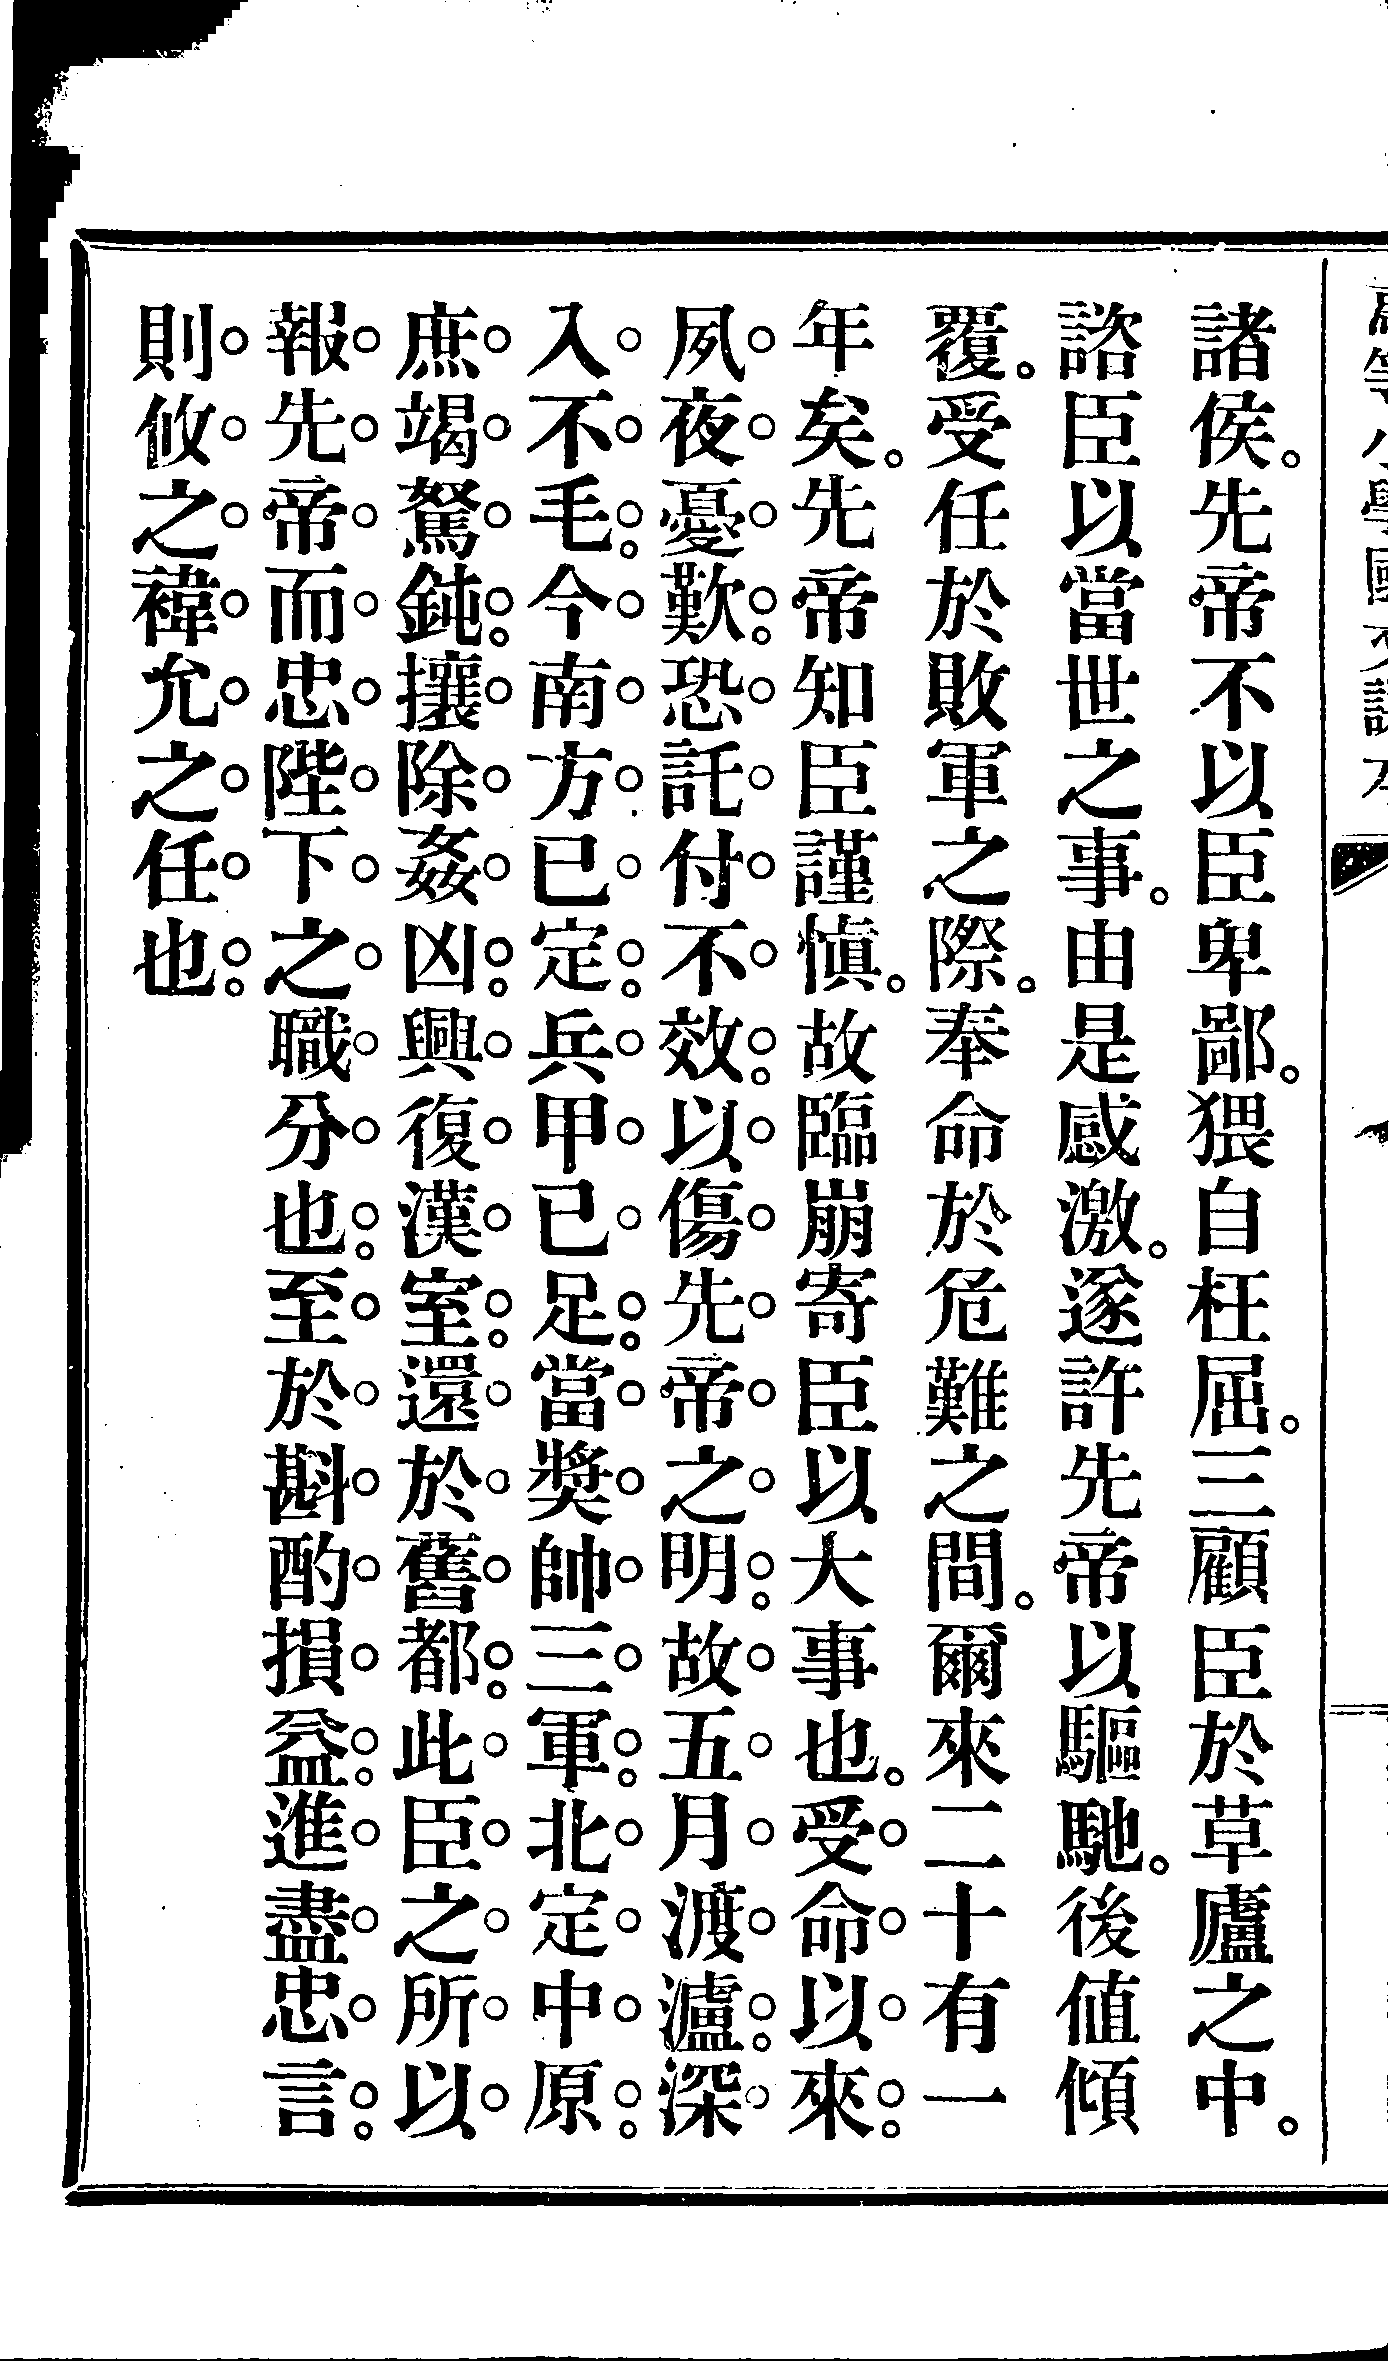 高等小學國文讀本
諸侯。先帝不以臣卑鄙。猥自枉屈。三顧臣於草廬之中。
諮臣以當世之事。由是感激。遂許先帝以驅馳。後值傾
覆。受任於敗軍之際。奉命於危難之間。爾來二十有一
年矣。先帝知臣謹愼。故臨崩寄臣以大事也。受命以來。
夙夜憂歎。恐託付不效。以傷先帝之明。故五月渡瀘。深
入不毛。今南方已定。兵甲已足。當奬帥三軍。北定中原。
庶竭駑鈍。攘除姦凶。興復漢室。還於舊都。此臣之所以
報先帝而忠陛下之職分也。至於斟酌損益。進盡忠言。
則攸之褘允之任也。